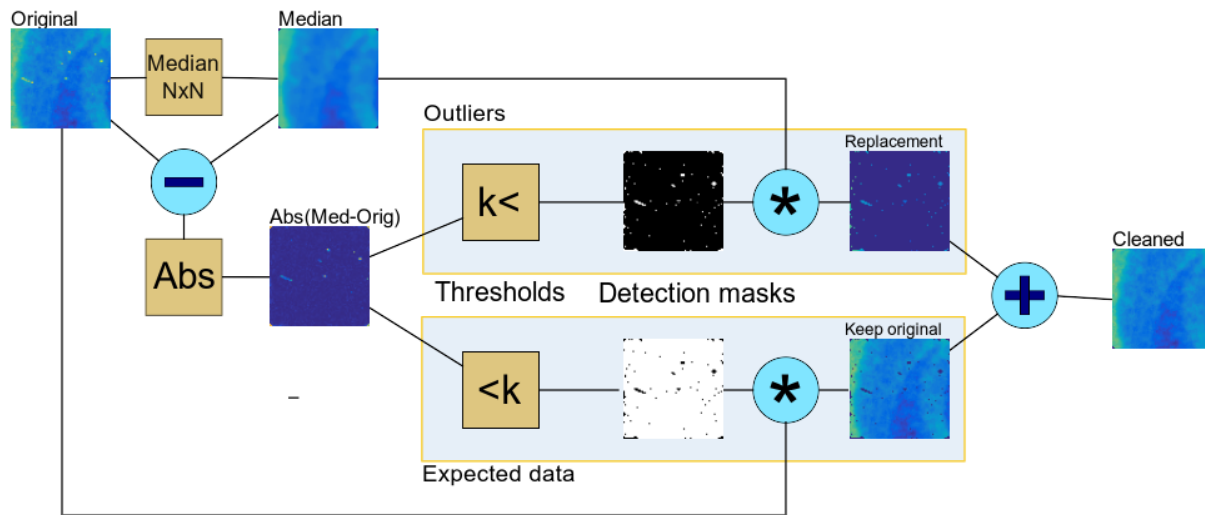 Original
Median
Median
NxN
Outliers
Replacement
−
k<
*
Abs(Med-Orig)
Abs
Cleaned
Thresholds
Detection masks
+
Keep original
<k
*
–
Expected data